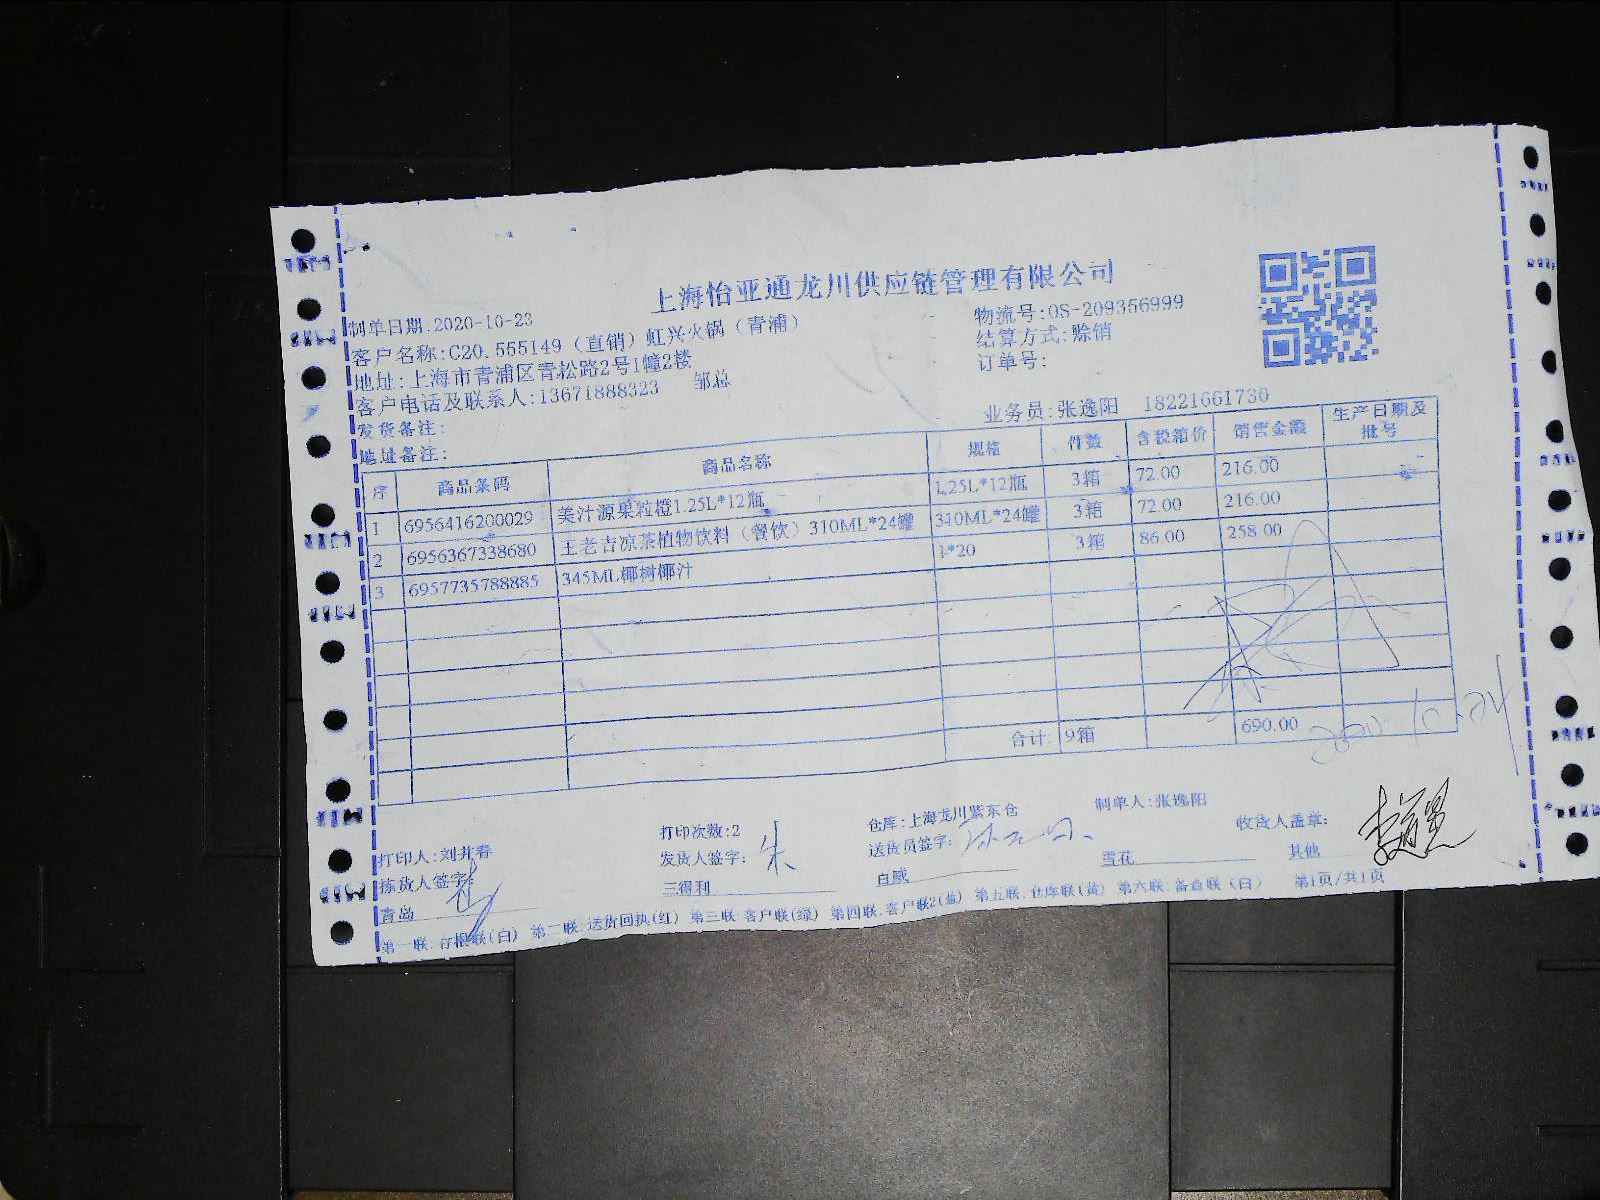 上海怡亚通龙川供应链管理有限公司
制单日期.2020-10-23 物流号:OS-209356999
客户名称:C20.555149（直销）虹兴火锅（青浦） 结算方式:赊销
地址:上海市青浦区青松路2号1幢2楼 订单号:
客户电话及联系人:13671888323 邹总
发货备注: 业务员:张逸阳 18221661730
地址备注:
序 商品条码 商品名称 规格 件数 含税箱价 销售金额 生产日期及批号
1 6956416200029 美汁源果粒橙1.25L*12瓶 1.25L*12瓶 3箱 72.00 216.00
2 6956367338680 王老吉凉茶植物饮料（餐饮）310ML*24罐 310ML*24罐 3箱 72.00 216.00
3 6957735788885 345ML椰树椰汁 1*20 3箱 86.00 258.00
合计: 9箱 690.00
打印人:刘井春 打印次数:2 仓库:上海龙川紫东仓 制单人:张逸阳
拣货人签字: 发货人签字: 朱 送货员签字: 收货人盖章:
青岛 三得利 百威 雪花 其他
第一联:存根联(白) 第二联:送货回执(红) 第三联:客户联(绿) 第四联:客户联2(蓝) 第五联:仓库联(黄) 第六联:备查联（白） 第1页/共1页